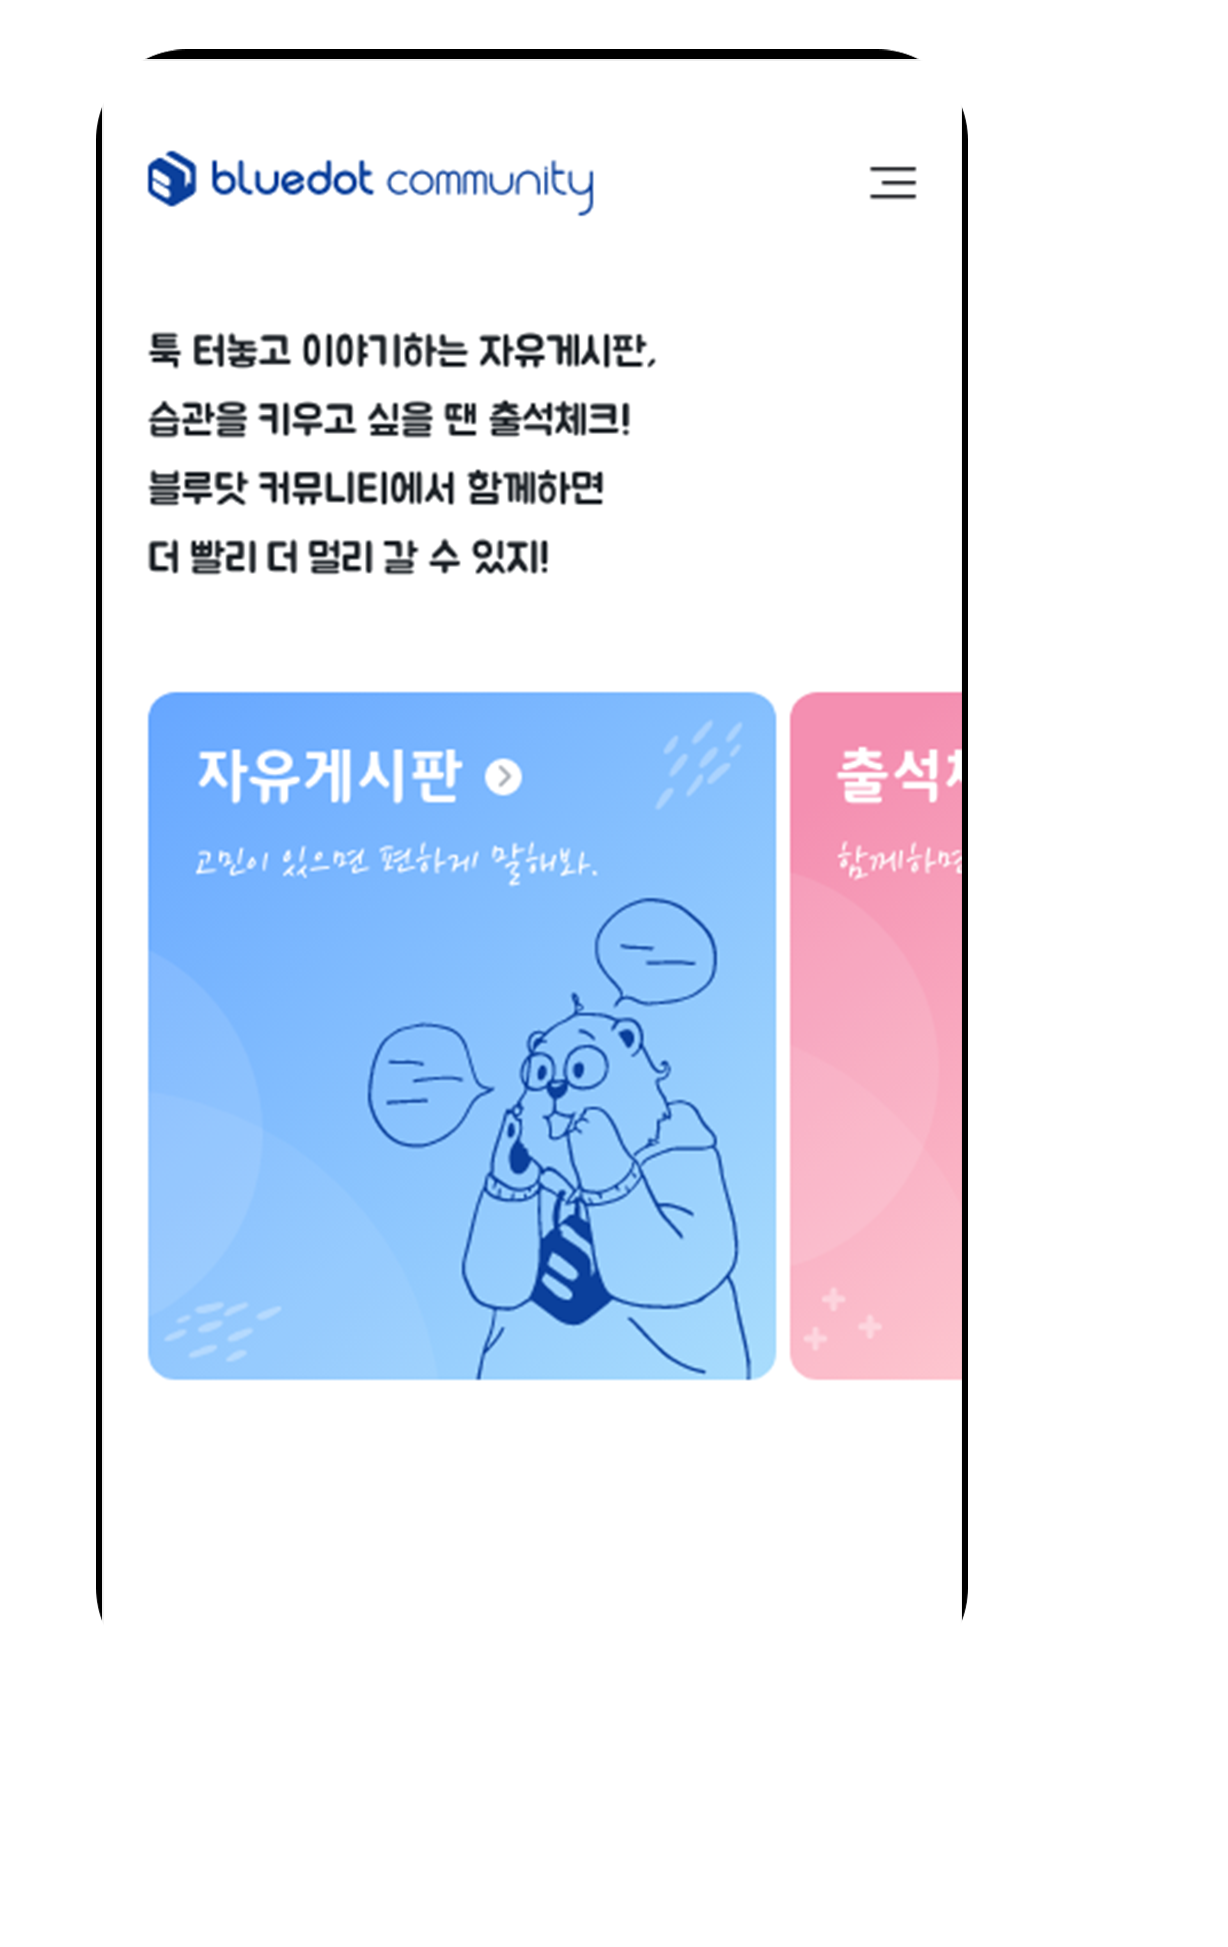 bluedot community
툭 터놓고 이야기하는 자유게시판,
습관을 키우고 싶을 땐 출석체크!
블루닷 커뮤니티에서 함께하면
더 빨리 더 멀리 갈 수 있지!
자유게시판
고민이 있으면 편하게 말해봐.
출석
함께하면